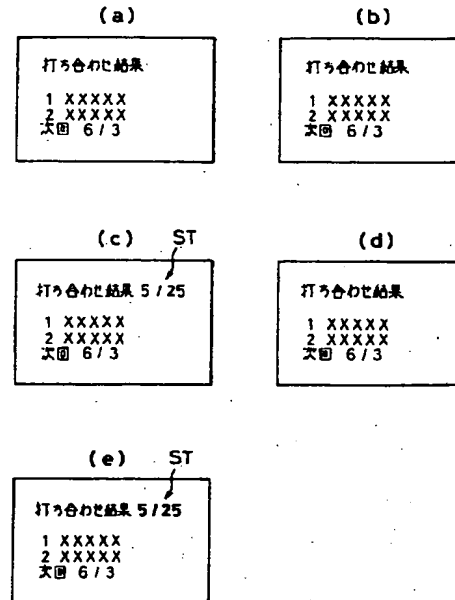 (a)
打ち合わせ結果
1 XXXXX
2 XXXXX
次回 6/3
(b)
打ち合わせ結果
1 XXXXX
2 XXXXX
次回 6/3
(c) ST
打ち合わせ結果 5/25
1 XXXXX
2 XXXXX
次回 6/3
(d)
打ち合わせ結果
1 XXXXX
2 XXXXX
次回 6/3
(e) ST
打ち合わせ結果 5/25
1 XXXXX
2 XXXXX
次回 6/3